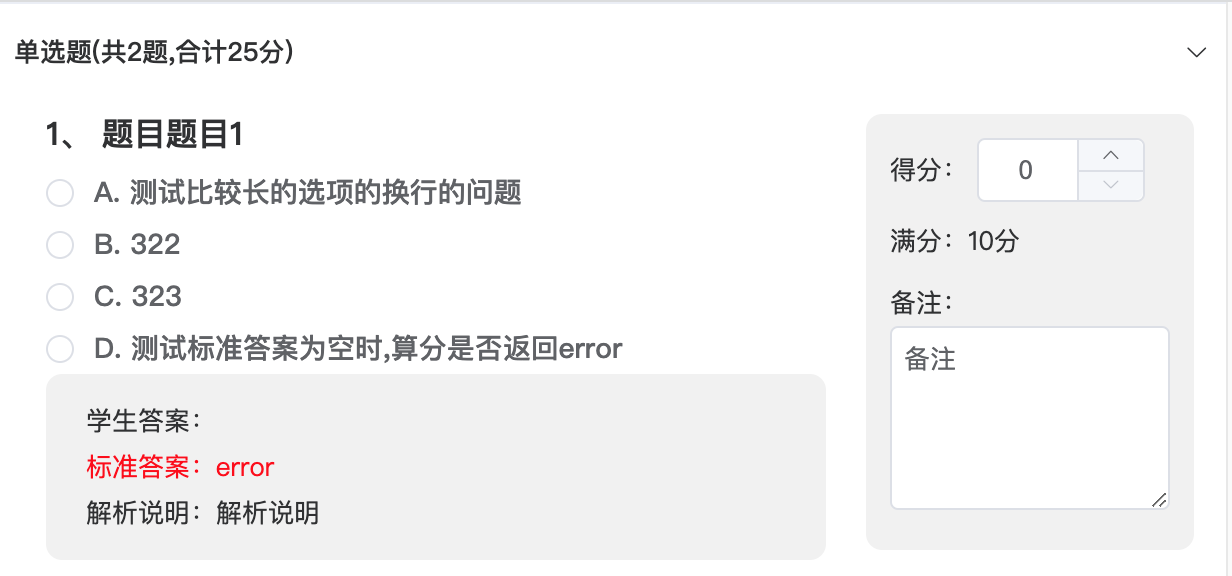 单选题(共2题,合计25分)
1、 题目题目1
A. 测试比较长的选项的换行的问题
B. 322
C. 323
D. 测试标准答案为空时,算分是否返回error
学生答案：
标准答案：error
解析说明：解析说明
得分： 0
满分：10分
备注：
备注